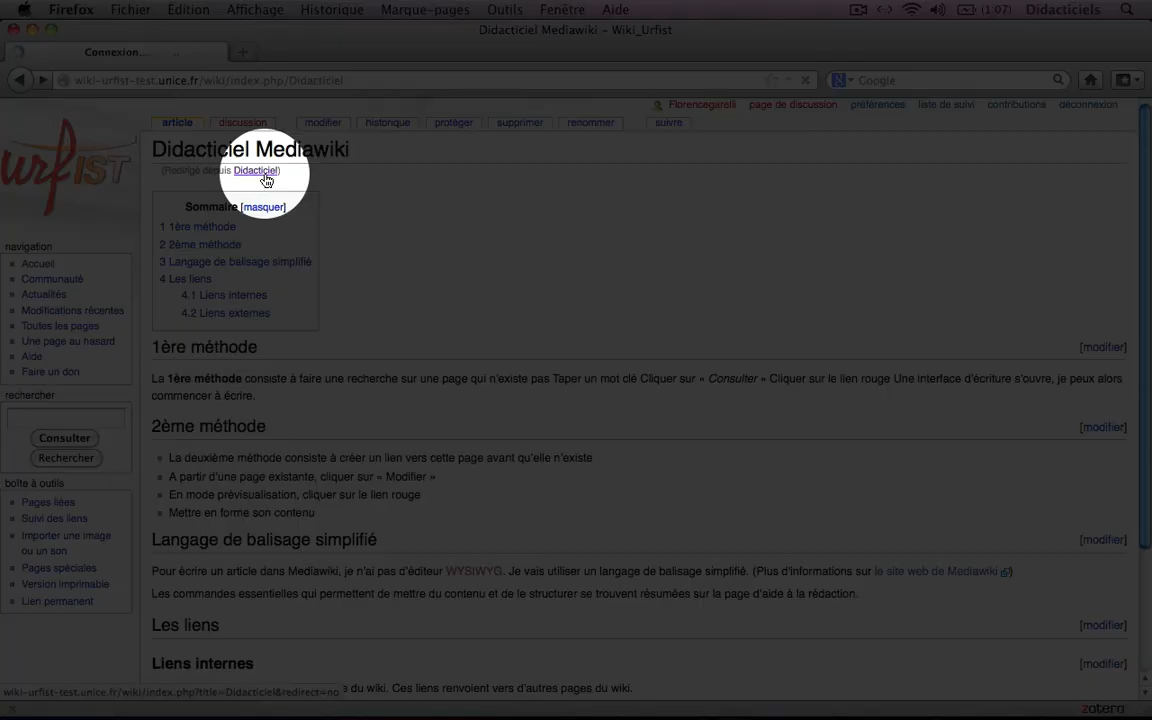 Firefox Fichier Édition Affichage Historique Marque-pages Outils Fenêtre Aide (1:07) Didacticiels
Didacticiel Mediawiki – Wiki_Urfist
Connexion...
wiki-urfist-test.unice.fr/wiki/index.php/Didacticiel Google
Florencegarelli page de discussion préférences liste de suivi contributions déconnexion
article discussion modifier historique protéger supprimer renommer suivre
urfist
Didacticiel Mediawiki
(Redirigé depuis Didacticiel)
Sommaire [masquer]
1 1ère méthode
2 2ème méthode
3 Langage de balisage simplifié
4 Les liens
4.1 Liens internes
4.2 Liens externes
navigation
Accueil
Communauté
Actualités
Modifications récentes
Toutes les pages
Une page au hasard
Aide
Faire un don
rechercher
Consulter
Rechercher
boîte à outils
Pages liées
Suivi des liens
Importer une image
ou un son
Pages spéciales
Version imprimable
Lien permanent
1ère méthode [modifier]
La 1ère méthode consiste à faire une recherche sur une page qui n'existe pas Taper un mot clé Cliquer sur « Consulter » Cliquer sur le lien rouge Une interface d'écriture s'ouvre, je peux alors
commencer à écrire.
2ème méthode [modifier]
La deuxième méthode consiste à créer un lien vers cette page avant qu'elle n'existe
A partir d'une page existante, cliquer sur « Modifier »
En mode prévisualisation, cliquer sur le lien rouge
Mettre en forme son contenu
Langage de balisage simplifié [modifier]
Pour écrire un article dans Mediawiki, je n'ai pas d'éditeur WYSIWYG. Je vais utiliser un langage de balisage simplifié. (Plus d'informations sur le site web de Mediawiki)
Les commandes essentielles qui permettent de mettre du contenu et de le structurer se trouvent résumées sur la page d'aide à la rédaction.
Les liens [modifier]
Liens internes [modifier]
du wiki. Ces liens renvoient vers d'autres pages du wiki.
wiki-urfist-test.unice.fr/wiki/index.php?title=Didacticiel&redirect=no
zotero